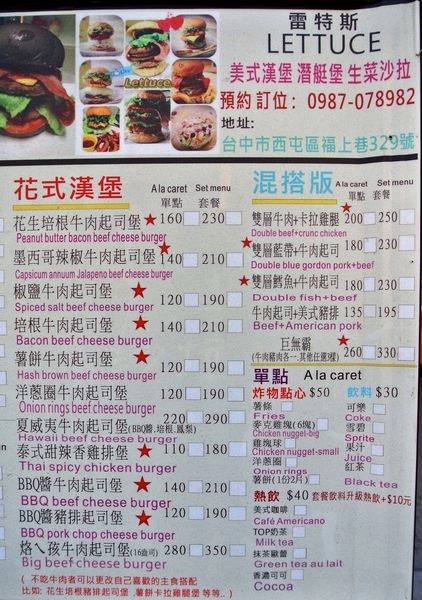 雷特斯
LETTUCE
美式漢堡 潛艇堡 生菜沙拉
預約 訂位： 0987-078982
地址:
台中市西屯區福上巷329號
Lettuce
花式漢堡
A la caret Set menu
單點 套餐
花生培根牛肉起司堡 160 230
Peanut butter bacon beef cheese burger
墨西哥辣椒牛肉起司堡 140 210
Capsicum annuum Jalapeno beef cheese burger
椒鹽牛肉起司堡 120 190
Spiced salt beef cheese burger
培根牛肉起司堡 140 210
Bacon beef cheese burger
薯餅牛肉起司堡 120 190
Hash brown beef cheese burger
洋蔥圈牛肉起司堡 120 190
Onion rings beef cheese burger
夏威夷牛肉起司堡(BBQ醬.培根.鳳梨) 220 290
Hawaii beef cheese burger
泰式甜辣香雞排堡 110 180
Thai spicy chicken burger
BBQ醬牛肉起司堡 140 210
BBQ beef cheese burger
BBQ醬豬排起司堡 120 190
BBQ pork chop cheese burger
烙ㄟ孩牛肉起司堡(16盎司) 280 350
Big beef cheese burger
( 不吃牛肉者可以更改自己喜歡的主食搭配
比如: 花生培根豬排起司堡 .薯餅卡拉雞腿堡 等等..)
混搭版
A la caret Set menu
單點 套餐
雙層牛肉+卡拉雞腿 200 250
Double beef+crunc chicken
雙層藍帶+牛肉起司 180 230
Double blue gordon pork+beef
雙層鱈魚+牛肉起司 180 230
Double fish+beef
牛肉起司+美式豬排 135 195
Beef+American pork
巨無霸 260 330
(牛肉豬肉各一.其他任選3樣)
單點 A la caret
炸物點心 $50 飲料 $30
薯條 可樂
Fries Coke
麥克雞塊(6塊) 雪碧
Chicken nugget-big Sprite
雞塊球 果汁
Chicken nugget-small Juice
洋蔥圈 紅茶
Onion rings
薯餅(1份2片) Black tea
熱飲 $40 套餐飲料升級熱飲+$10元
美式咖啡
Café Americano
TOP奶茶
Milk tea
抹茶歐蕾
Green tea au lait
香濃可可
Cocoa